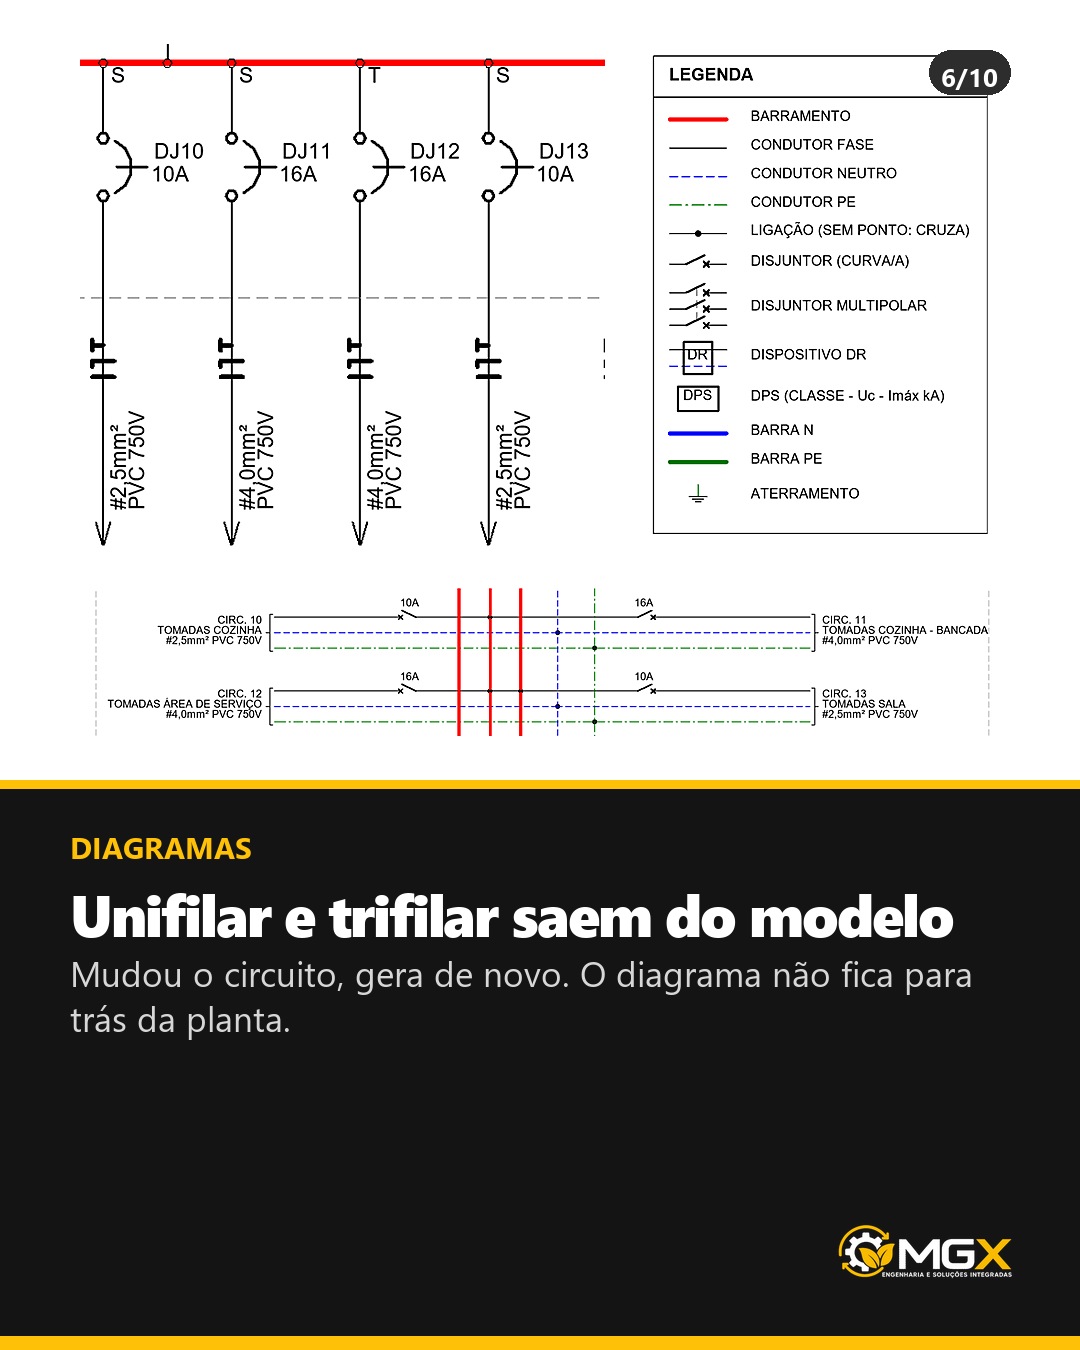 S
S
T
S
DJ10
10A
DJ11
16A
DJ12
16A
DJ13
10A
#2,5mm²
PVC 750V
#4,0mm²
PVC 750V
#4,0mm²
PVC 750V
#2,5mm²
PVC 750V
LEGENDA
6/10
BARRAMENTO
CONDUTOR FASE
CONDUTOR NEUTRO
CONDUTOR PE
LIGAÇÃO (SEM PONTO: CRUZA)
DISJUNTOR (CURVA/A)
DISJUNTOR MULTIPOLAR
DR
DISPOSITIVO DR
DPS
DPS (CLASSE - Uc - Imáx kA)
BARRA N
BARRA PE
ATERRAMENTO
10A
16A
CIRC. 10
TOMADAS COZINHA
#2,5mm² PVC 750V
CIRC. 11
TOMADAS COZINHA - BANCADA
#4,0mm² PVC 750V
16A
10A
CIRC. 12
TOMADAS ÁREA DE SERVIÇO
#4,0mm² PVC 750V
CIRC. 13
TOMADAS SALA
#2,5mm² PVC 750V
DIAGRAMAS
Unifilar e trifilar saem do modelo
Mudou o circuito, gera de novo. O diagrama não fica para
trás da planta.
MGX
ENGENHARIA E SOLUÇÕES INTEGRADAS